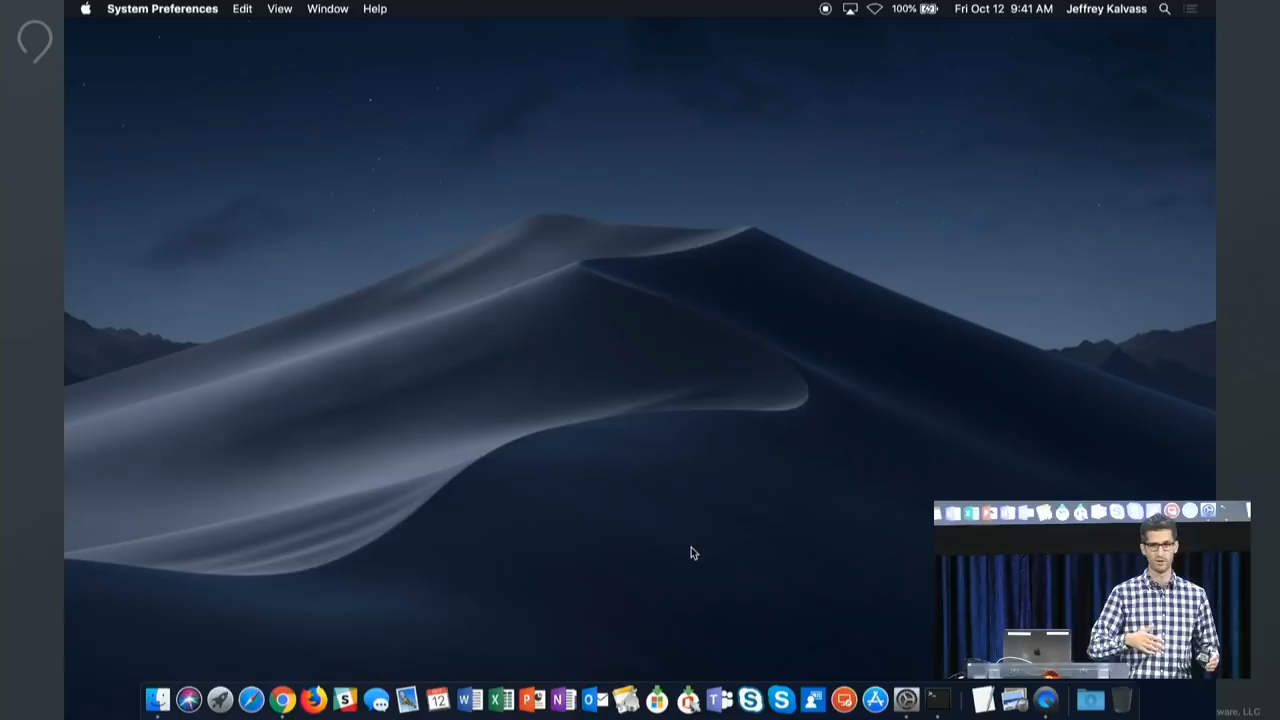 System Preferences Edit View Window Help 100% Fri Oct 12 9:41 AM Jeffrey Kalvass
12
ware, LLC